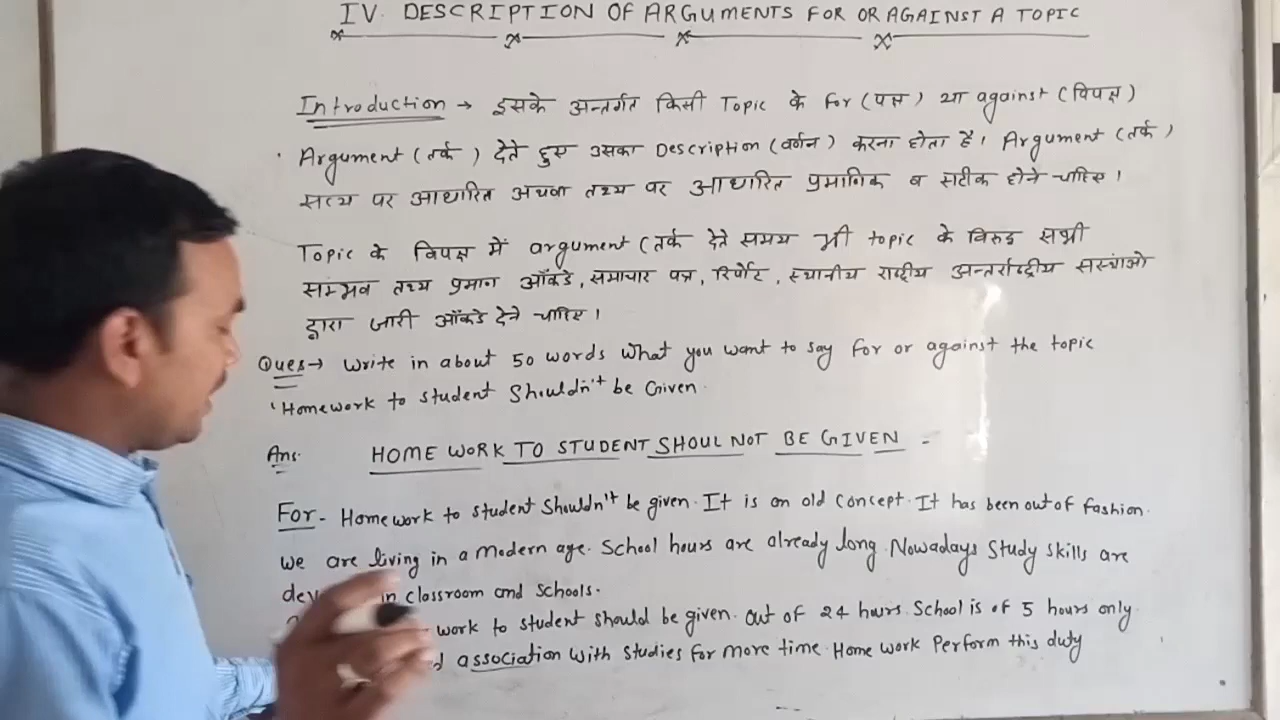 IV. DESCRIPTION OF ARGUMENTS FOR OR AGAINST A TOPIC
Introduction → इसके अन्तर्गत किसी Topic के For (पक्ष) या against (विपक्ष)
Argument (तर्क) देते हुए उसका Description (वर्णन) करना होता है। Argument (तर्क)
सत्य पर आधारित अथवा तथ्य पर आधारित प्रमाणिक व सटीक होने चाहिए।
Topic के विपक्ष में argument (तर्क देते समय भी topic के विरुद्ध सभी
सम्भव तथ्य प्रमाण आँकडे, समाचार पत्र, रिर्पोट, स्थानीय राष्ट्रीय अन्तर्राष्ट्रीय सस्थांओ
द्वारा जारी आँकडे देने चाहिए।
Ques → Write in about 50 words What you want to say for or against the topic
'Homework to student Shouldn't be Given.
Ans. HOME WORK TO STUDENT SHOUL NOT BE GIVEN -
For - Home work to student Shouldn't be given. It is an old concept. It has been out of fashion.
We are living in a modern age. School hours are already long. Nowadays Study skills are
in classroom and schools.
work to student should be given. Out of 24 hours. School is of 5 hours only
association with studies for more time. Home work Perform this duty